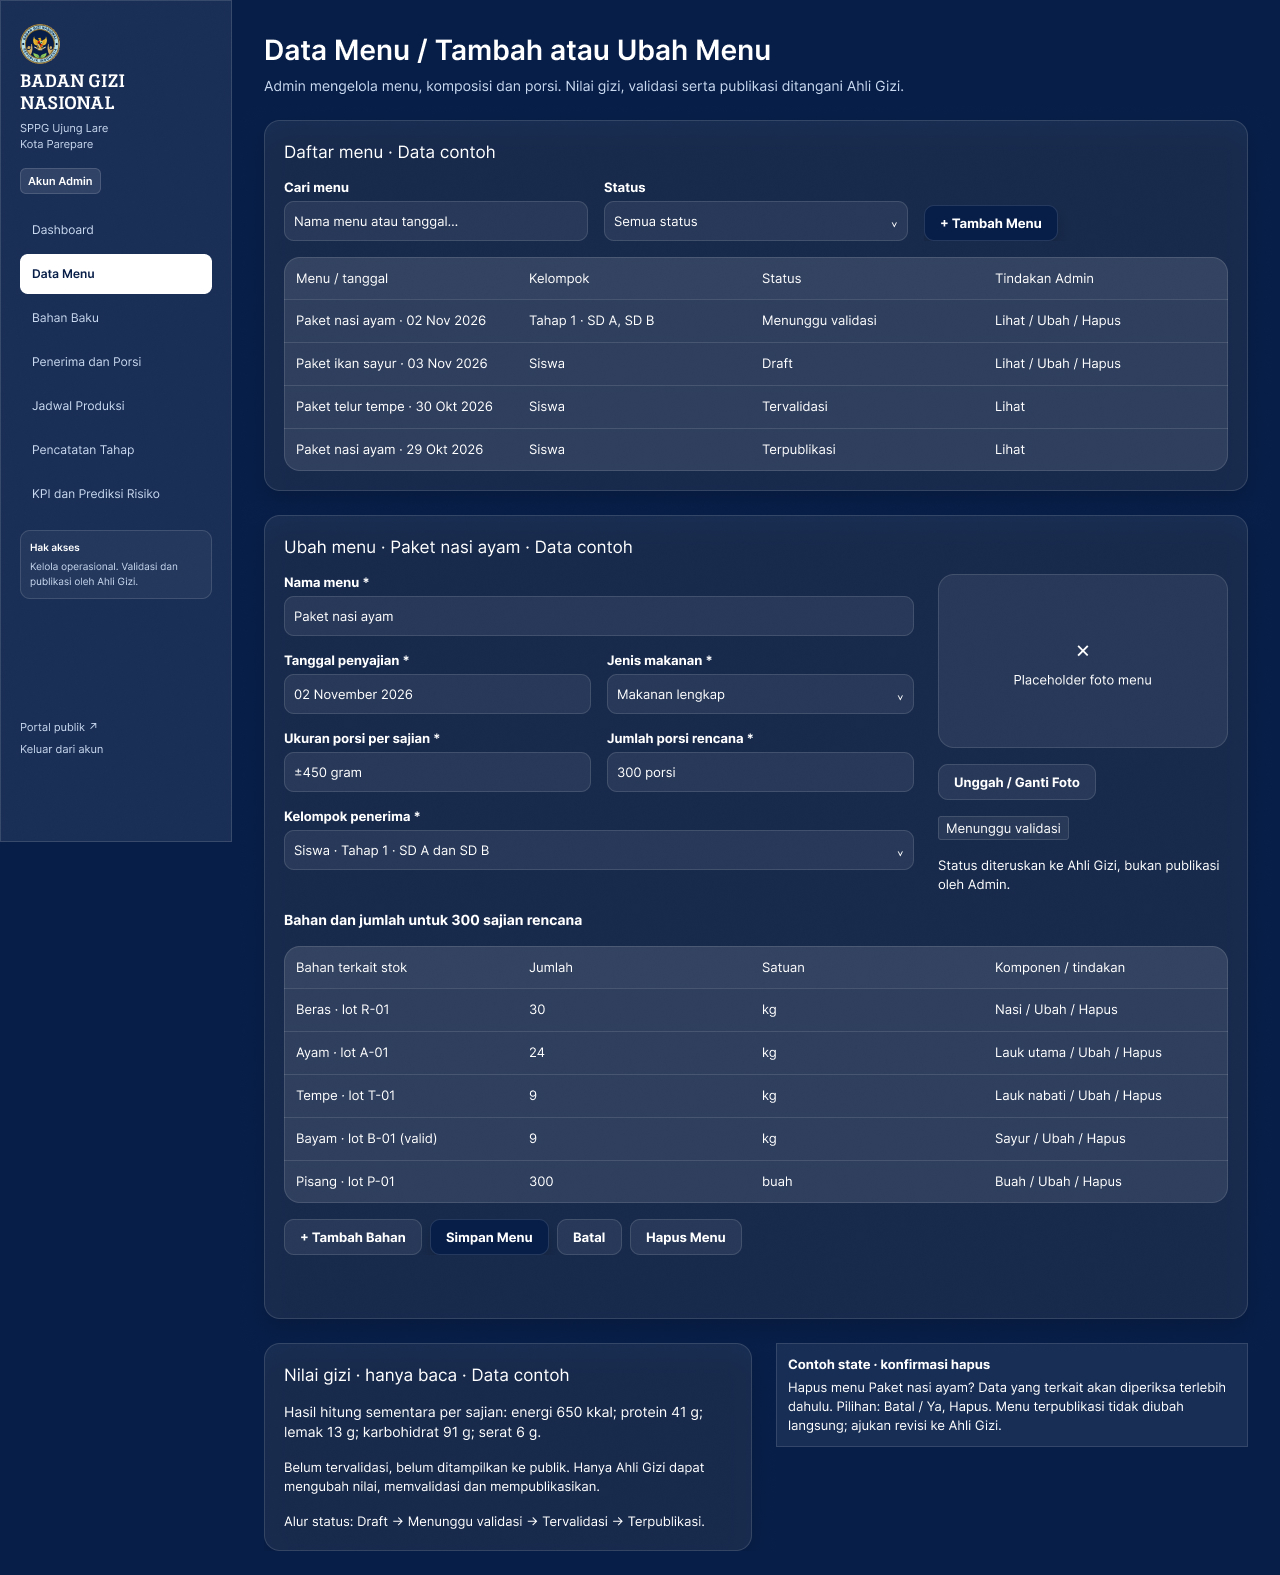 BADAN GIZI
NASIONAL
SPPG Ujung Lare
Kota Parepare
Akun Admin
Dashboard
Data Menu
Bahan Baku
Penerima dan Porsi
Jadwal Produksi
Pencatatan Tahap
KPI dan Prediksi Risiko
Hak akses
Kelola operasional. Validasi dan
publikasi oleh Ahli Gizi.
Portal publik ↗
Keluar dari akun
Data Menu / Tambah atau Ubah Menu
Admin mengelola menu, komposisi dan porsi. Nilai gizi, validasi serta publikasi ditangani Ahli Gizi.
Daftar menu · Data contoh
Cari menu Status
Nama menu atau tanggal... Semua status + Tambah Menu
Menu / tanggal Kelompok Status Tindakan Admin
Paket nasi ayam · 02 Nov 2026 Tahap 1 · SD A, SD B Menunggu validasi Lihat / Ubah / Hapus
Paket ikan sayur · 03 Nov 2026 Siswa Draft Lihat / Ubah / Hapus
Paket telur tempe · 30 Okt 2026 Siswa Tervalidasi Lihat
Paket nasi ayam · 29 Okt 2026 Siswa Terpublikasi Lihat
Ubah menu · Paket nasi ayam · Data contoh
Nama menu *
Paket nasi ayam
Tanggal penyajian * Jenis makanan *
02 November 2026 Makanan lengkap
Ukuran porsi per sajian * Jumlah porsi rencana *
±450 gram 300 porsi
Kelompok penerima *
Siswa · Tahap 1 · SD A dan SD B
×
Placeholder foto menu
Unggah / Ganti Foto
Menunggu validasi
Status diteruskan ke Ahli Gizi, bukan publikasi
oleh Admin.
Bahan dan jumlah untuk 300 sajian rencana
Bahan terkait stok Jumlah Satuan Komponen / tindakan
Beras · lot R-01 30 kg Nasi / Ubah / Hapus
Ayam · lot A-01 24 kg Lauk utama / Ubah / Hapus
Tempe · lot T-01 9 kg Lauk nabati / Ubah / Hapus
Bayam · lot B-01 (valid) 9 kg Sayur / Ubah / Hapus
Pisang · lot P-01 300 buah Buah / Ubah / Hapus
+ Tambah Bahan Simpan Menu Batal Hapus Menu
Nilai gizi · hanya baca · Data contoh
Hasil hitung sementara per sajian: energi 650 kkal; protein 41 g;
lemak 13 g; karbohidrat 91 g; serat 6 g.
Belum tervalidasi, belum ditampilkan ke publik. Hanya Ahli Gizi dapat
mengubah nilai, memvalidasi dan mempublikasikan.
Alur status: Draft → Menunggu validasi → Tervalidasi → Terpublikasi.
Contoh state · konfirmasi hapus
Hapus menu Paket nasi ayam? Data yang terkait akan diperiksa terlebih
dahulu. Pilihan: Batal / Ya, Hapus. Menu terpublikasi tidak diubah
langsung; ajukan revisi ke Ahli Gizi.